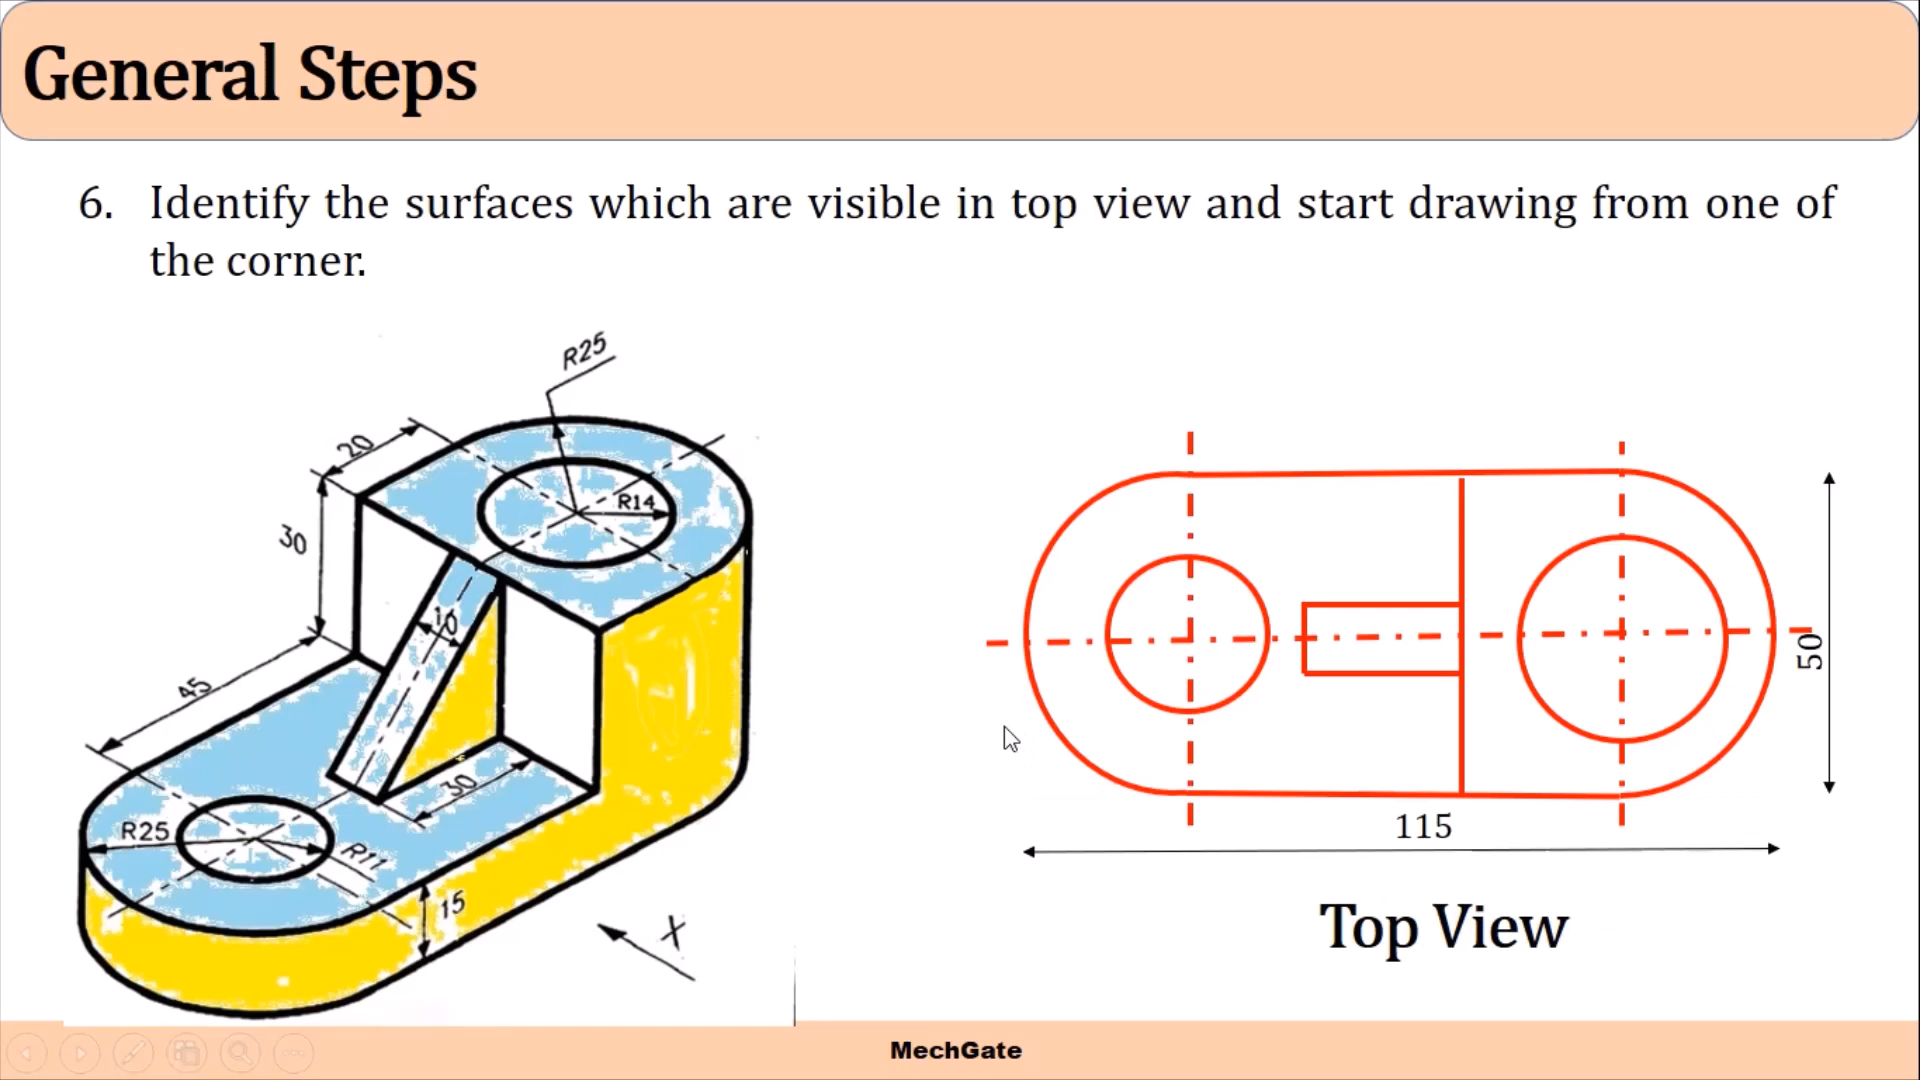 General Steps
6. Identify the surfaces which are visible in top view and start drawing from one of
the corner.
R25
20
R14
30
10
45
30
R25
R11
15
X
50
115
Top View
MechGate